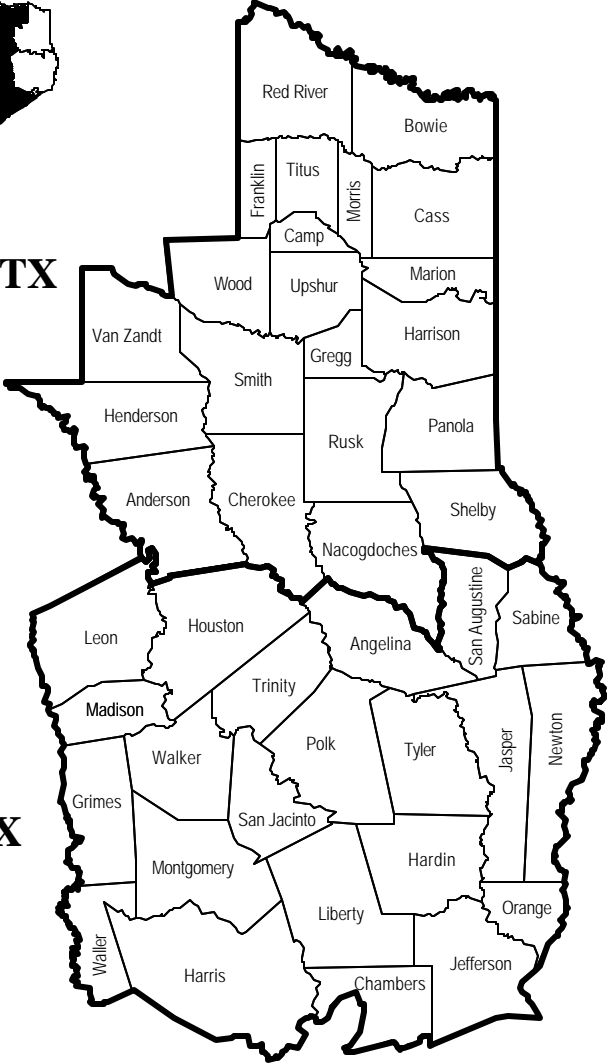 Red River
Bowie
Franklin
Titus
Morris
Cass
Camp
TX
Wood
Upshur
Marion
Van Zandt
Gregg
Harrison
Smith
Henderson
Rusk
Panola
Anderson
Cherokee
Shelby
Nacogdoches
San Augustine
Sabine
Leon
Houston
Angelina
Trinity
Madison
Polk
Tyler
Jasper
Newton
Walker
Grimes
San Jacinto
X
Montgomery
Hardin
Liberty
Orange
Waller
Harris
Jefferson
Chambers